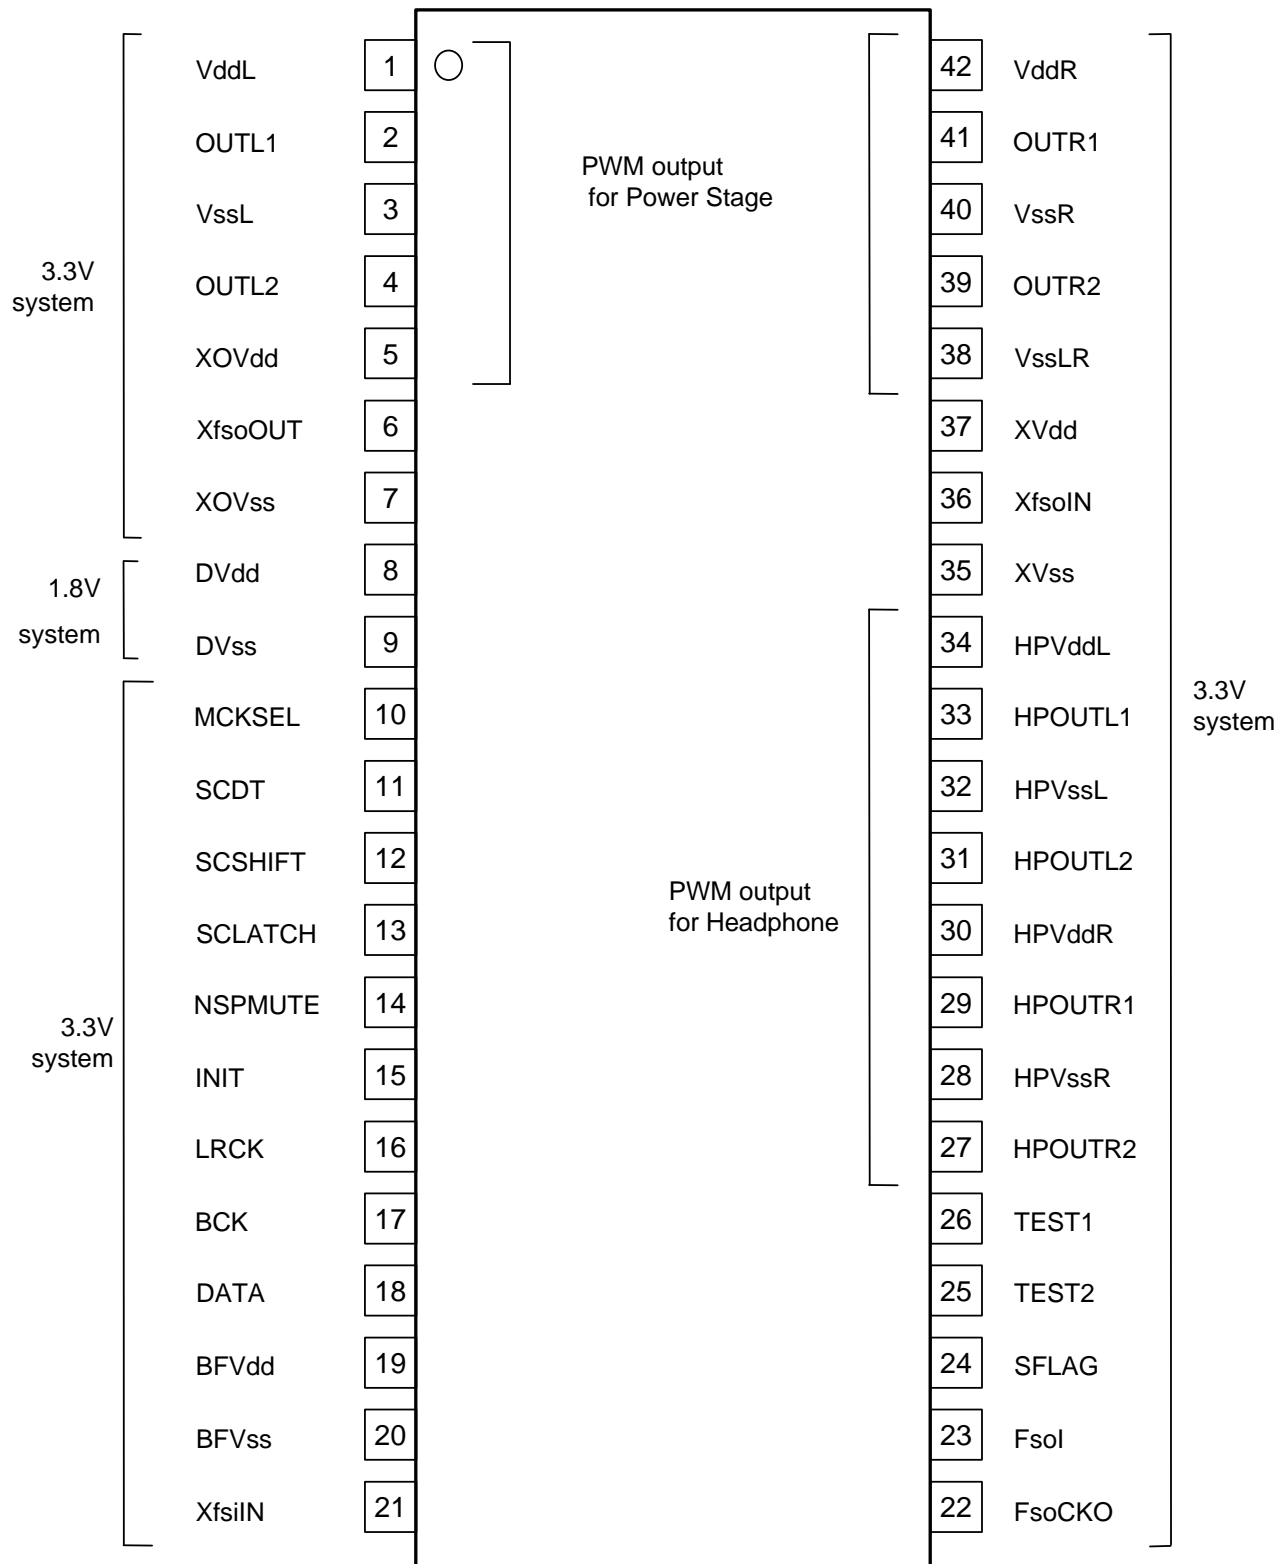 VddL 1 42 VddR
OUTL1 2 41 OUTR1
PWM output
for Power Stage
VssL 3 40 VssR
3.3V
system
OUTL2 4 39 OUTR2
XOVdd 5 38 VssLR
XfsoOUT 6 37 XVdd
XOVss 7 36 XfsoIN
1.8V
system
DVdd 8 35 XVss
DVss 9 34 HPVddL
3.3V
system
MCKSEL 10 33 HPOUTL1
SCDT 11 32 HPVssL
SCSHIFT 12 31 HPOUTL2
PWM output
for Headphone
SCLATCH 13 30 HPVddR
NSPMUTE 14 29 HPOUTR1
3.3V
system
INIT 15 28 HPVssR
LRCK 16 27 HPOUTR2
BCK 17 26 TEST1
DATA 18 25 TEST2
BFVdd 19 24 SFLAG
BFVss 20 23 FsoI
XfsiIN 21 22 FsoCKO